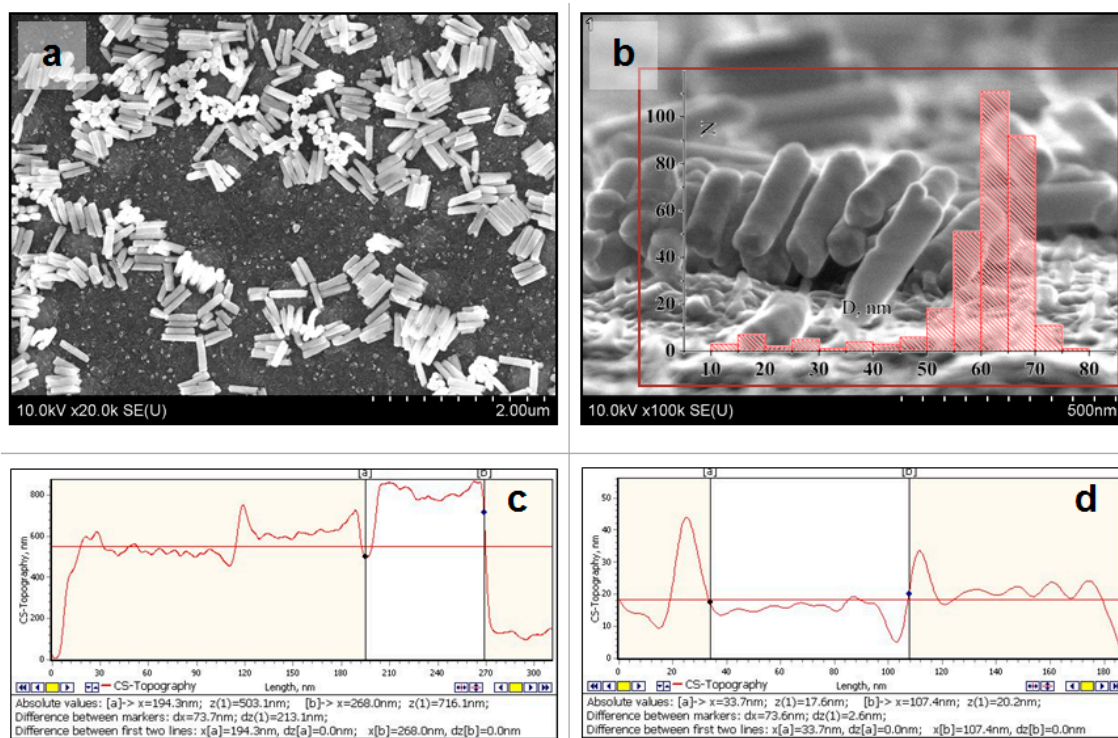 a
10.0kV x20.0k SE(U) 2.00um
1
b
N
100
80
60
40
20
0
D, nm
10 20 30 40 50 60 70 80
10.0kV x100k SE(U) 500nm
c
[a] [b]
CS-Topography, nm
800
600
400
200
0
0 30 60 90 120 150 180 210 240 270 300
CS-Topography Length, nm
Absolute values: [a]-> x=194.3nm; z(1)=503.1nm; [b]-> x=268.0nm; z(1)=716.1nm;
Difference between markers: dx=73.7nm; dz(1)=213.1nm;
Difference between first two lines: x[a]=194.3nm, dz[a]=0.0nm; x[b]=268.0nm, dz[b]=0.0nm;
d
[a] [b]
CS-Topography, nm
50
40
30
20
10
0
0 20 40 60 80 100 120 140 160 180
CS-Topography Length, nm
Absolute values: [a]-> x=33.7nm; z(1)=17.6nm; [b]-> x=107.4nm; z(1)=20.2nm;
Difference between markers: dx=73.6nm; dz(1)=2.6nm;
Difference between first two lines: x[a]=33.7nm, dz[a]=0.0nm; x[b]=107.4nm, dz[b]=0.0nm